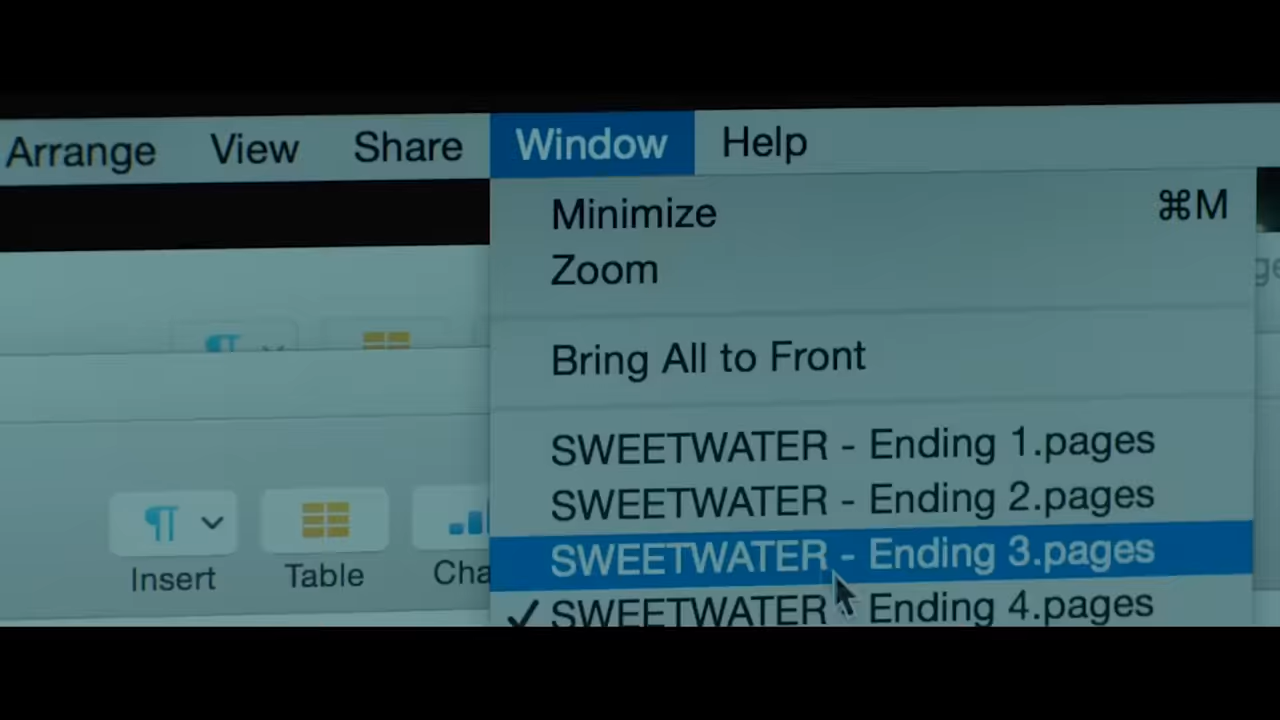 Arrange View Share Window Help
Minimize ⌘M
Zoom
Bring All to Front
SWEETWATER - Ending 1.pages
SWEETWATER - Ending 2.pages
SWEETWATER - Ending 3.pages
✓ SWEETWATER - Ending 4.pages
Insert Table